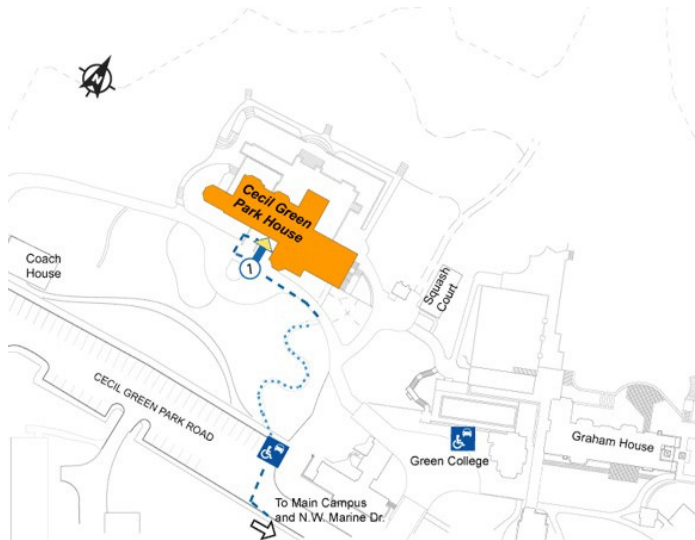 N
Cecil Green
Park House
1
Coach
House
Squash
Court
CECIL GREEN PARK ROAD
Graham House
Green College
To Main Campus
and N.W. Marine Dr.